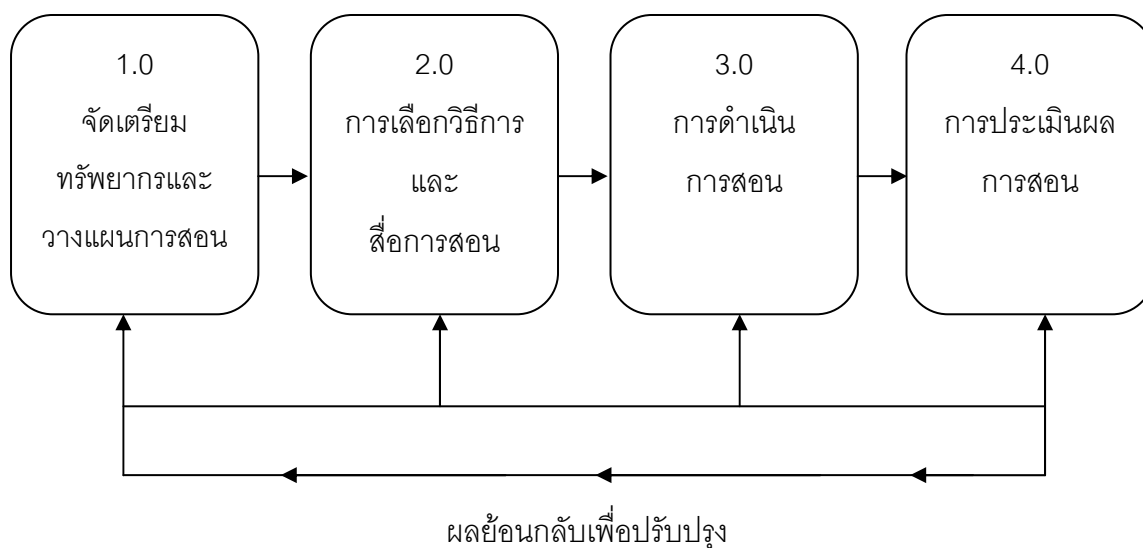 1.0
จัดเตรียม
ทรัพยากรและ
วางแผนการสอน
2.0
การเลือกวิธีการ
และ
สื่อการสอน
3.0
การดำเนิน
การสอน
4.0
การประเมินผล
การสอน
ผลย้อนกลับเพื่อปรับปรุง